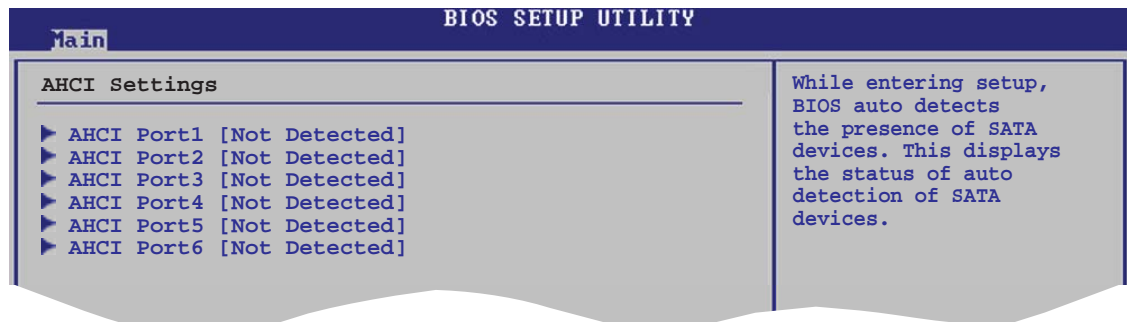 BIOS SETUP UTILITY
Main
AHCI Settings
AHCI Port1 [Not Detected]
AHCI Port2 [Not Detected]
AHCI Port3 [Not Detected]
AHCI Port4 [Not Detected]
AHCI Port5 [Not Detected]
AHCI Port6 [Not Detected]
While entering setup,
BIOS auto detects
the presence of SATA
devices. This displays
the status of auto
detection of SATA
devices.